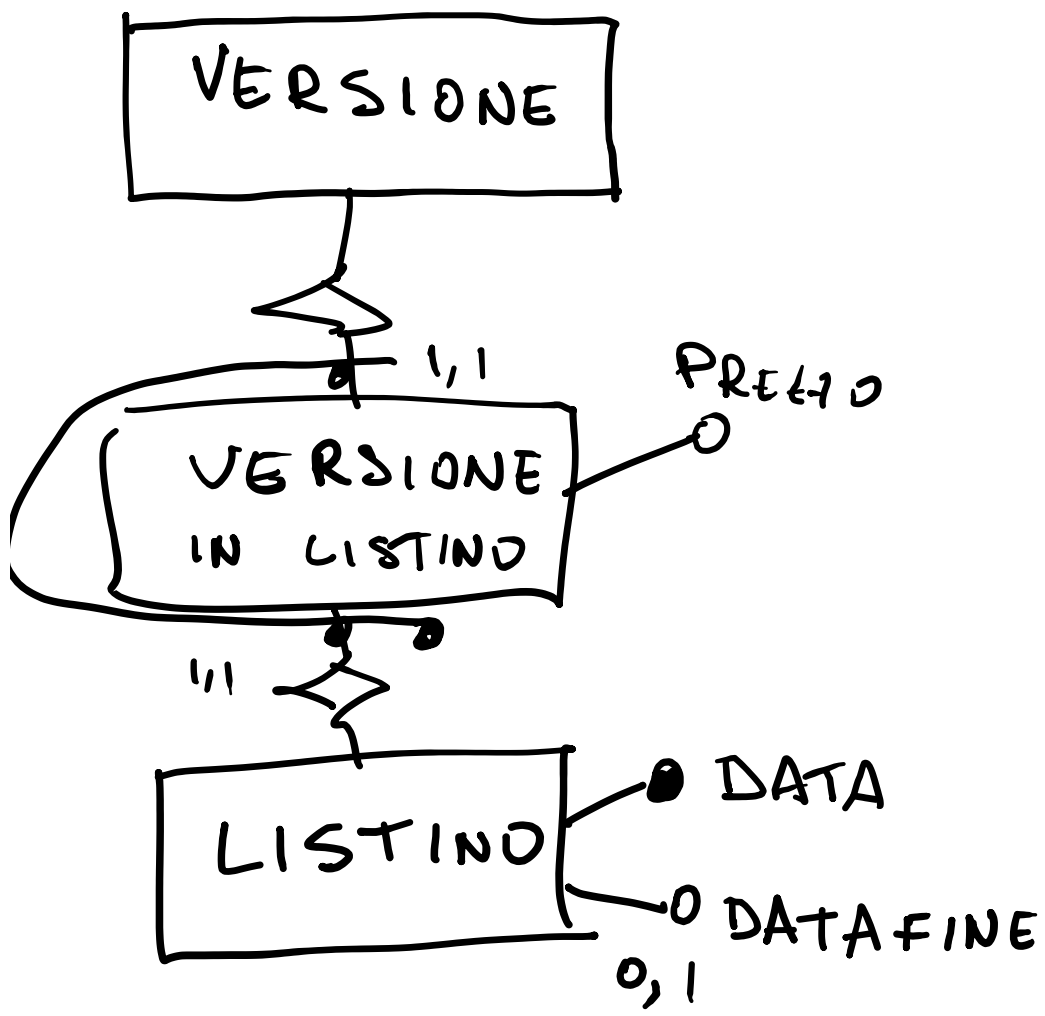 VERSIONE
1,1
PREZZO
VERSIONE
IN LISTINO
1,1
LISTINO
DATA
DATAFINE
0,1